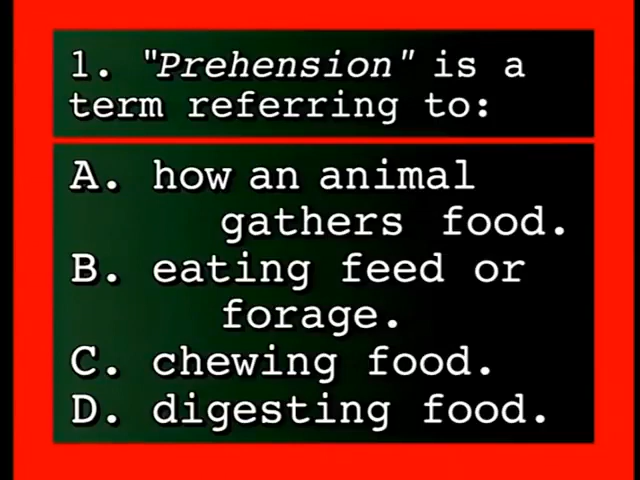 1. "Prehension" is a
term referring to:
A. how an animal
gathers food.
B. eating feed or
forage.
C. chewing food.
D. digesting food.